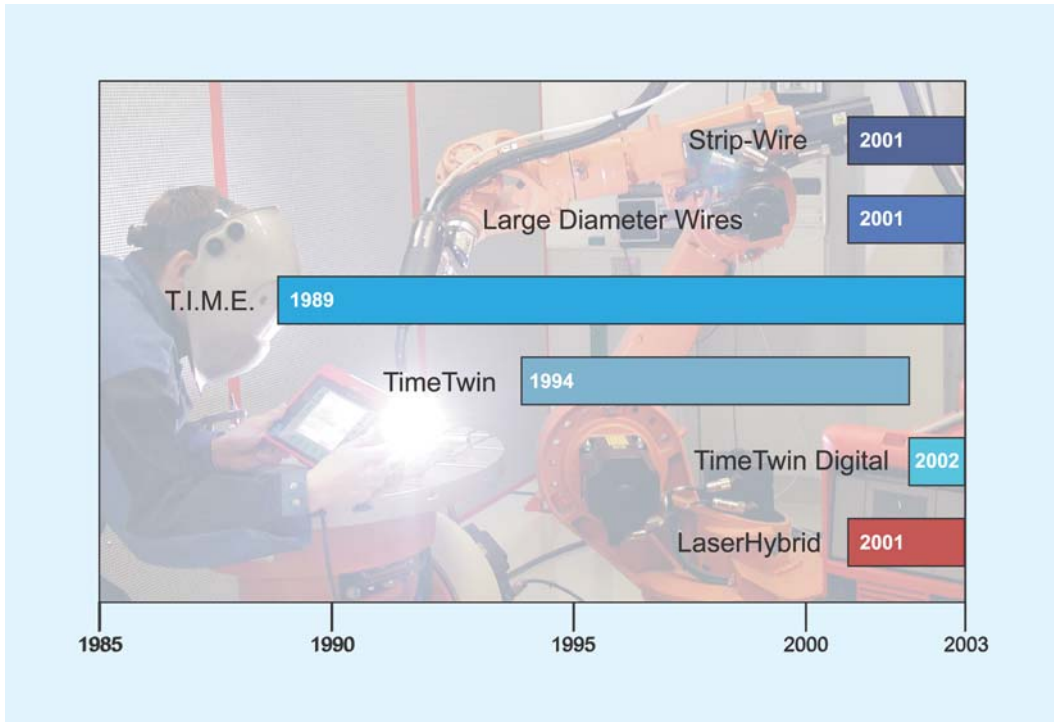 Strip-Wire 2001
Large Diameter Wires 2001
T.I.M.E. 1989
TimeTwin 1994
TimeTwin Digital 2002
LaserHybrid 2001
1985 1990 1995 2000 2003